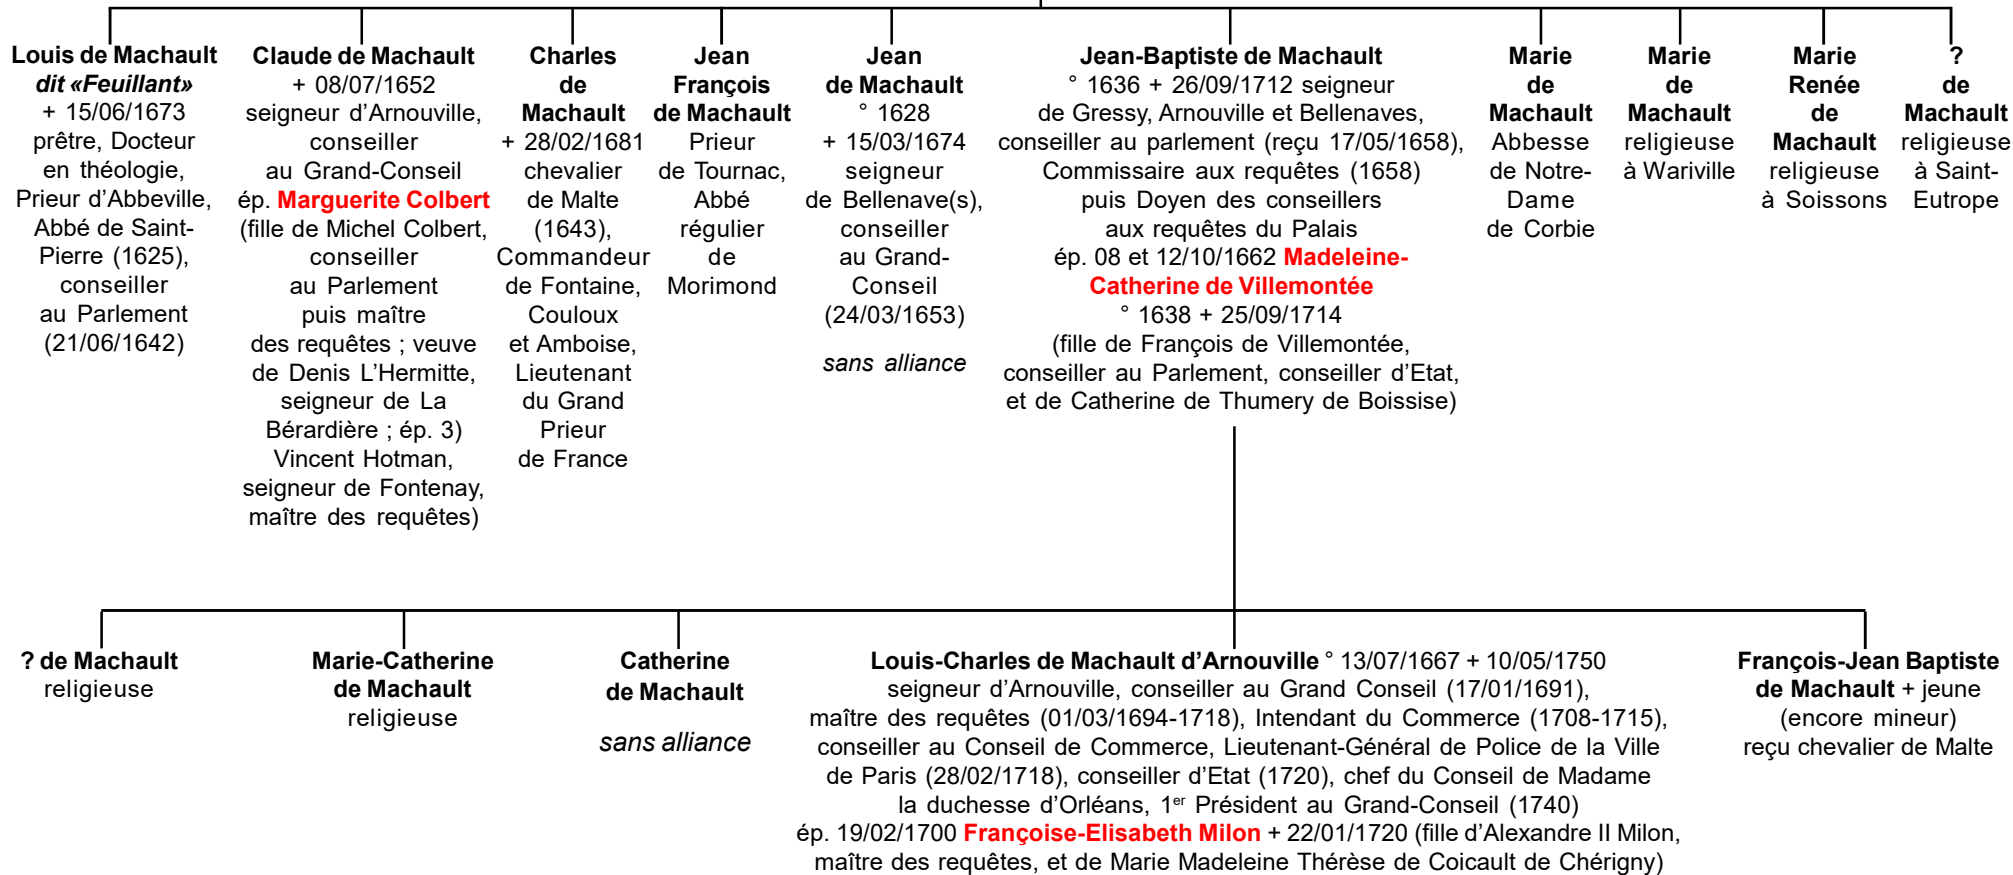 Louis de Machault
dit «Feuillant»
+ 15/06/1673
prêtre, Docteur
en théologie,
Prieur d'Abbeville,
Abbé de Saint-
Pierre (1625),
conseiller
au Parlement
(21/06/1642)
Claude de Machault
+ 08/07/1652
seigneur d'Arnouville,
conseiller
au Grand-Conseil
ép. Marguerite Colbert
(fille de Michel Colbert,
conseiller
au Parlement
puis maître
des requêtes ; veuve
de Denis L'Hermitte,
seigneur de La
Bérardière ; ép. 3)
Vincent Hotman,
seigneur de Fontenay,
maître des requêtes)
Charles
de
Machault
+ 28/02/1681
chevalier
de Malte
(1643),
Commandeur
de Fontaine,
Couloux
et Amboise,
Lieutenant
du Grand
Prieur
de France
Jean
François
de Machault
Prieur
de Tournac,
Abbé
régulier
de
Morimond
Jean
de Machault
° 1628
+ 15/03/1674
seigneur
de Bellenave(s),
conseiller
au Grand-
Conseil
(24/03/1653)
sans alliance
Jean-Baptiste de Machault
° 1636 + 26/09/1712 seigneur
de Gressy, Arnouville et Bellenaves,
conseiller au parlement (reçu 17/05/1658),
Commissaire aux requêtes (1658)
puis Doyen des conseillers
aux requêtes du Palais
ép. 08 et 12/10/1662 Madeleine-
Catherine de Villemontée
° 1638 + 25/09/1714
(fille de François de Villemontée,
conseiller au Parlement, conseiller d'Etat,
et de Catherine de Thumery de Boissise)
Marie
de
Machault
Abbesse
de Notre-
Dame
de Corbie
Marie
de
Machault
religieuse
à Wariville
Marie
Renée
de
Machault
religieuse
à Soissons
?
de
Machault
religieuse
à Saint-
Eutrope
? de Machault
religieuse
Marie-Catherine
de Machault
religieuse
Catherine
de Machault
sans alliance
Louis-Charles de Machault d'Arnouville ° 13/07/1667 + 10/05/1750
seigneur d'Arnouville, conseiller au Grand Conseil (17/01/1691),
maître des requêtes (01/03/1694-1718), Intendant du Commerce (1708-1715),
conseiller au Conseil de Commerce, Lieutenant-Général de Police de la Ville
de Paris (28/02/1718), conseiller d'Etat (1720), chef du Conseil de Madame
la duchesse d'Orléans, 1er Président au Grand-Conseil (1740)
ép. 19/02/1700 Françoise-Elisabeth Milon + 22/01/1720 (fille d'Alexandre II Milon,
maître des requêtes, et de Marie Madeleine Thérèse de Coicault de Chérigny)
François-Jean Baptiste
de Machault + jeune
(encore mineur)
reçu chevalier de Malte